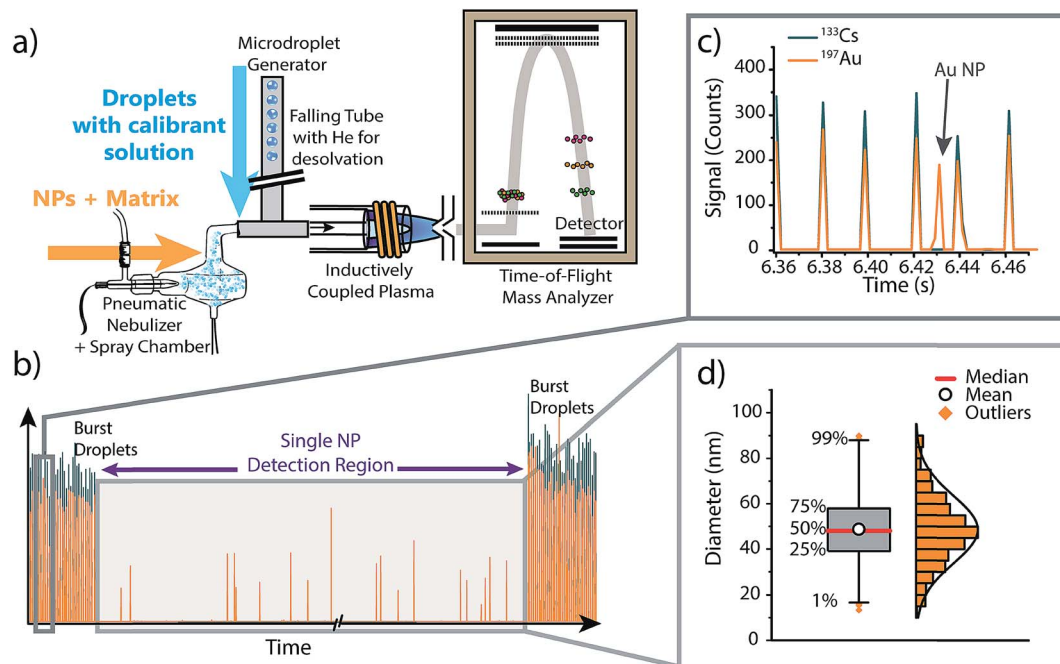 a)
Microdroplet
Generator
Droplets
with calibrant
solution
Falling Tube
with He for
desolvation
NPs + Matrix
Pneumatic
Nebulizer
+ Spray Chamber
Inductively
Coupled Plasma
Detector
Time-of-Flight
Mass Analyzer
b)
Burst
Droplets
Single NP
Detection Region
Burst
Droplets
Time
c)
¹³³Cs
¹⁹⁷Au
Au NP
Signal (Counts)
400
300
200
100
0
6.36 6.38 6.40 6.42 6.44 6.46
Time (s)
d)
Median
Mean
Outliers
Diameter (nm)
100
80
60
40
20
0
99%
75%
50%
25%
1%